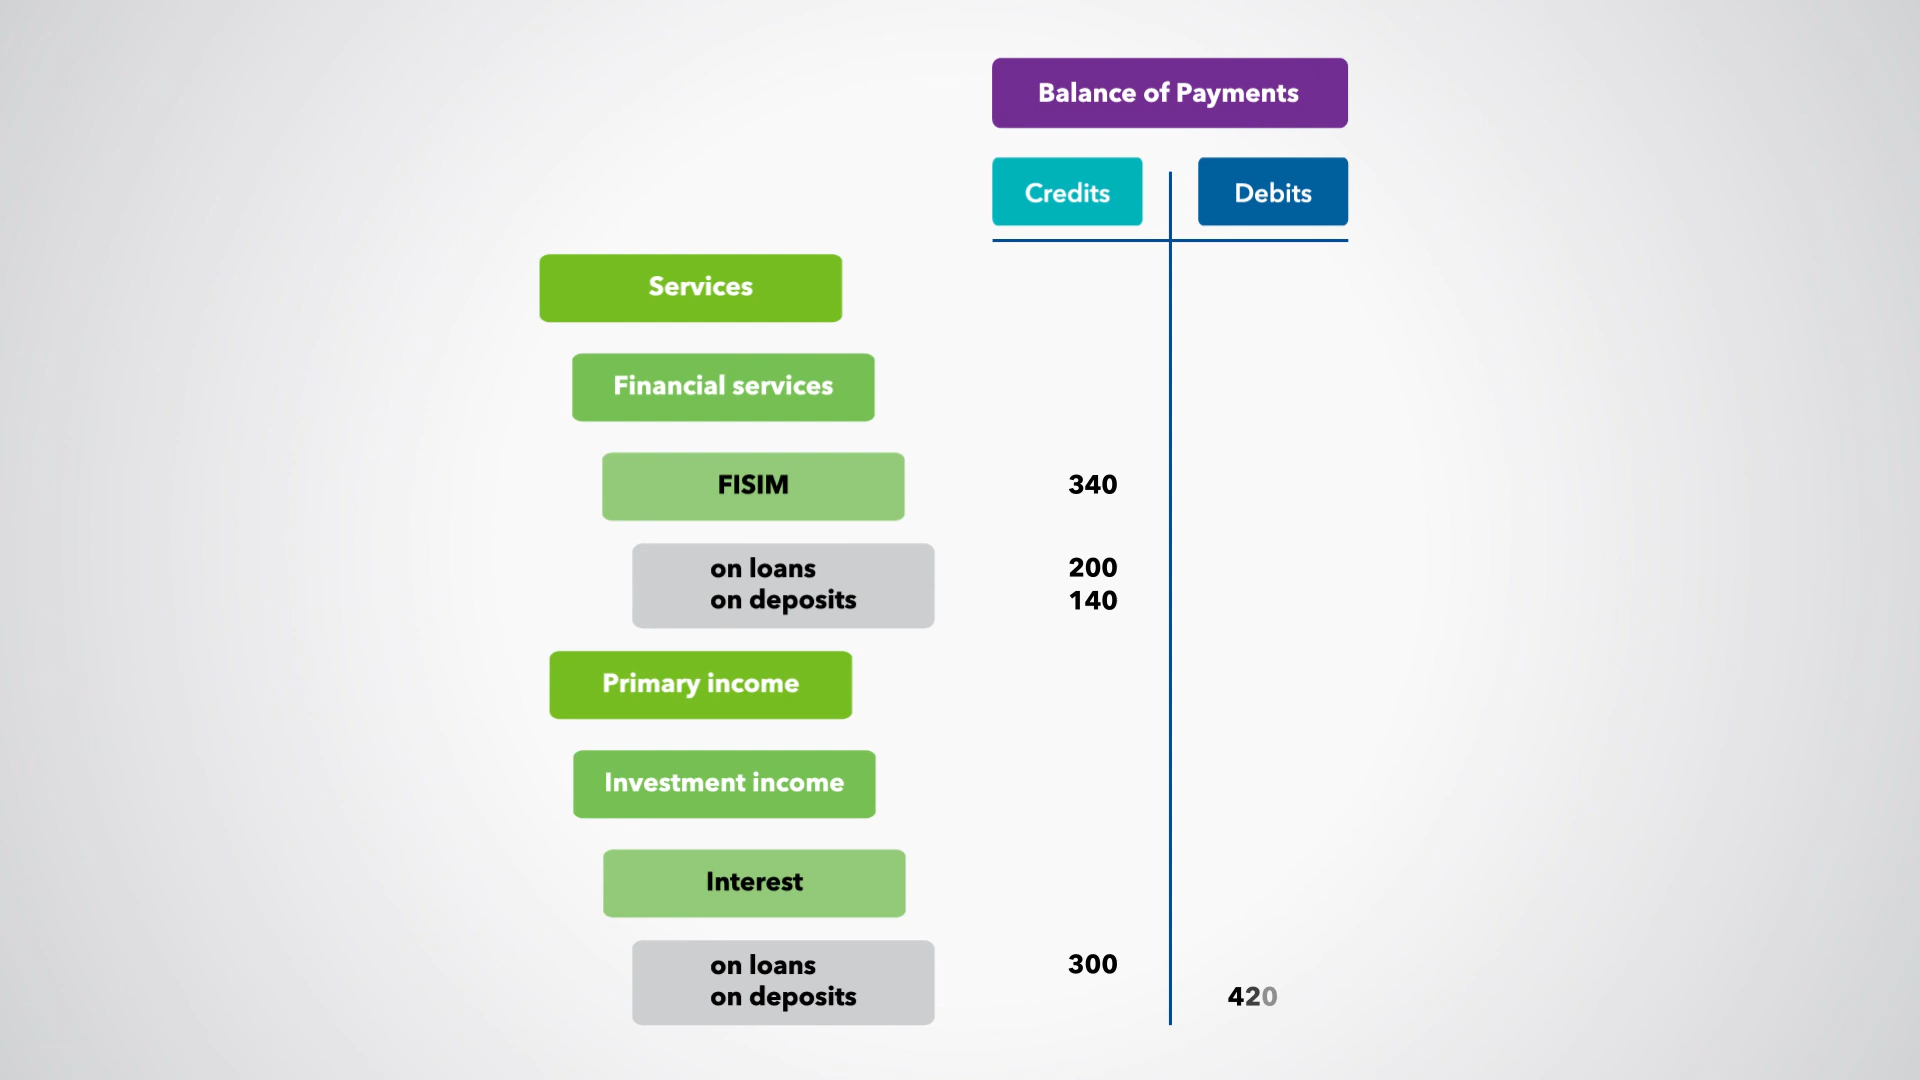 Balance of Payments
Credits
Debits
Services
Financial services
FISIM
340
on loans
200
on deposits
140
Primary income
Investment income
Interest
on loans
300
on deposits
420